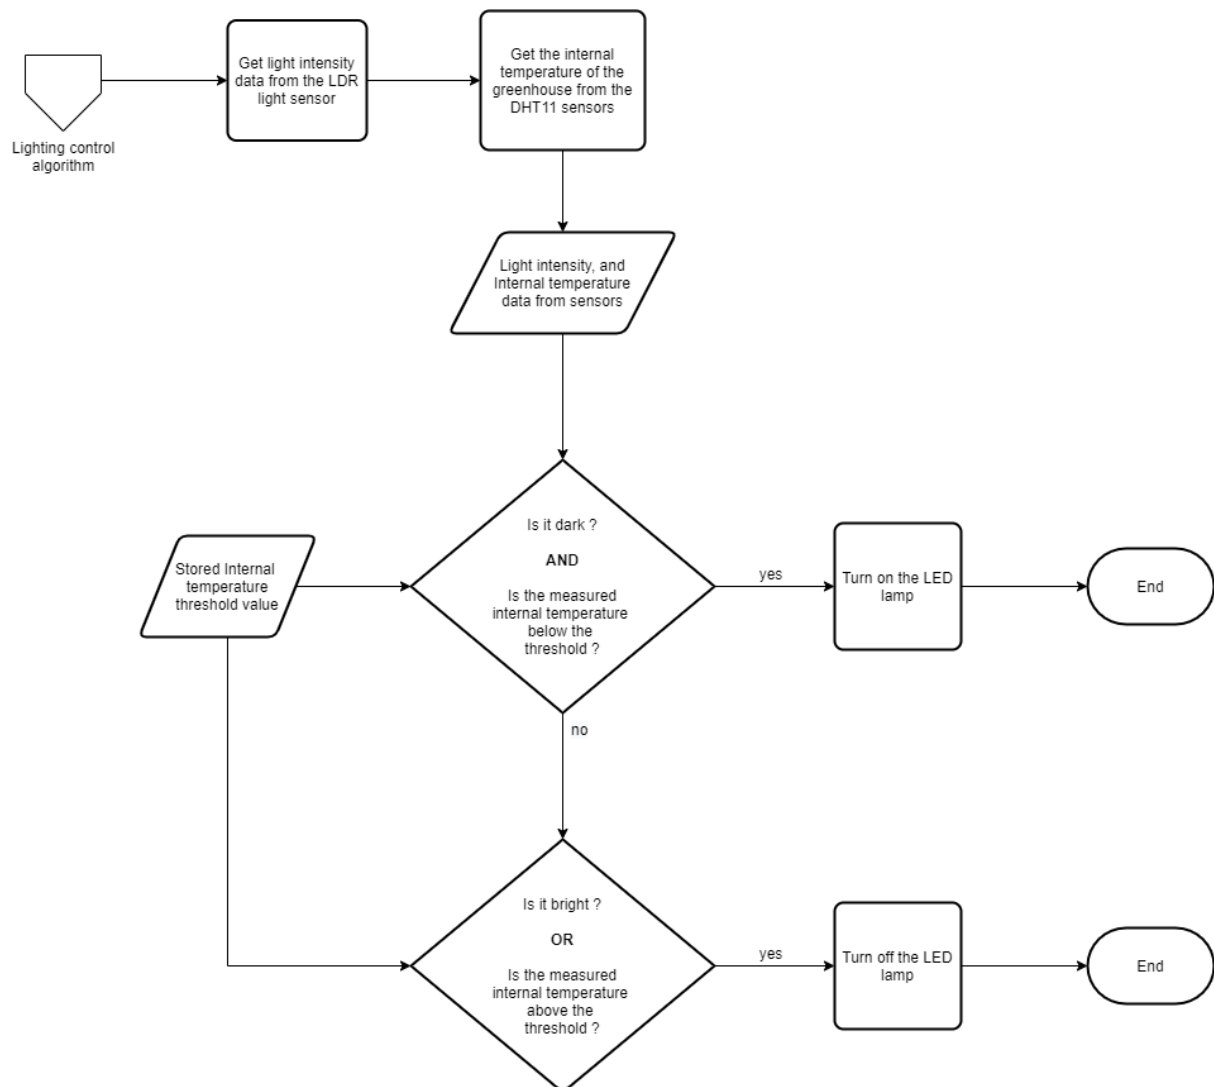 Get light intensity
data from the LDR
light sensor
Get the internal
temperature of the
greenhouse from the
DHT11 sensors
Lighting control
algorithm
Light intensity, and
Internal temperature
data from sensors
Is it dark ?
AND
Is the measured
internal temperature
below the
threshold ?
Stored Internal
temperature
threshold value
yes
Turn on the LED
lamp
End
no
Is it bright ?
OR
Is the measured
internal temperature
above the
threshold ?
yes
Turn off the LED
lamp
End